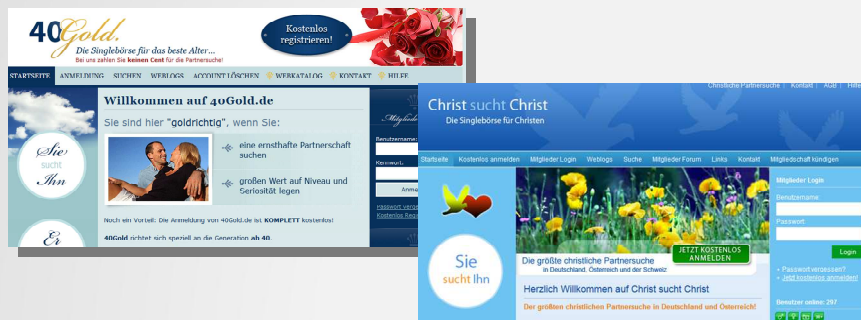 40Gold.
Die Singlebörse für das beste Alter...
Bei uns zahlen Sie keinen Cent für die Partnersuche!
Kostenlos
registrieren!
STARTSEITE ANMELDUNG SUCHEN WEBLOGS ACCOUNT LÖSCHEN WEBKATALOG KONTAKT HILFE
Willkommen auf 40Gold.de
Sie sind hier "goldrichtig", wenn Sie:
eine ernsthafte Partnerschaft
suchen
großen Wert auf Niveau und
Seriosität legen
Noch ein Vorteil: Die Anmeldung von 40Gold.de ist KOMPLETT kostenlos!
40Gold richtet sich speziell an die Generation ab 40.
Sie
sucht
Ihn
Er
Benutzername:
Kennwort:
Christliche Partnersuche | Kontakt | AGB | Hilfe
Christ sucht Christ
Die Singlebörse für Christen
Startseite Kostenlos anmelden Mitglieder Login Weblogs Suche Mitglieder Forum Links Kontakt Mitgliedschaft kündigen
Sie
sucht Ihn
Die größte christliche Partnersuche
in Deutschland, Österreich und der Schweiz
JETZT KOSTENLOS
ANMELDEN
Herzlich Willkommen auf Christ sucht Christ
Der größten christlichen Partnersuche in Deutschland und Österreich!
Mitglieder Login
Benutzername:
Passwort:
Login
» Passwort vergessen?
» Jetzt kostenlos anmelden!
Benutzer online: 297